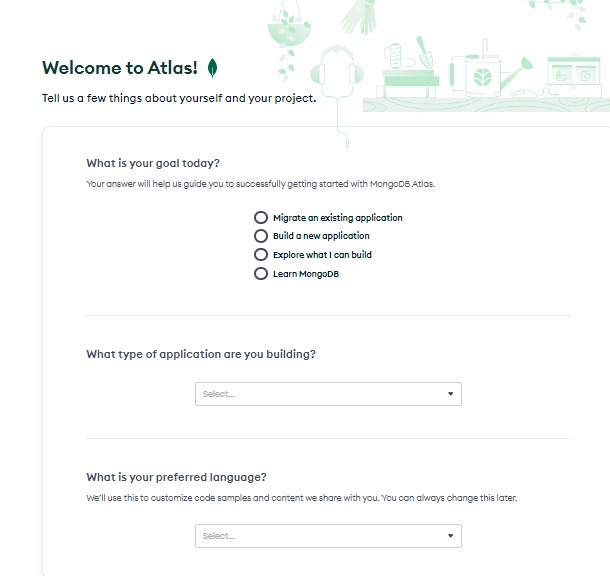 Welcome to Atlas!
Tell us a few things about yourself and your project.
What is your goal today?
Your answer will help us guide you to successfully getting started with MongoDB Atlas.
Migrate an existing application
Build a new application
Explore what I can build
Learn MongoDB
What type of application are you building?
Select...
What is your preferred language?
We'll use this to customize code samples and content we share with you. You can always change this later.
Select...